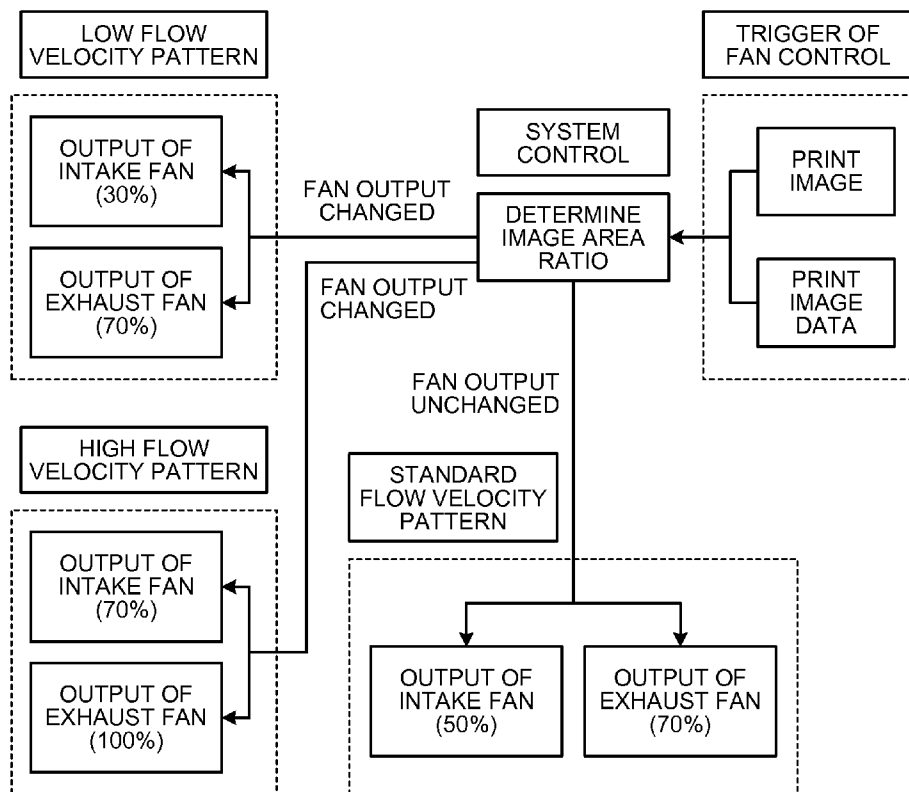 LOW FLOW
VELOCITY PATTERN
OUTPUT OF
INTAKE FAN
(30%)
OUTPUT OF
EXHAUST FAN
(70%)
FAN OUTPUT
CHANGED
FAN OUTPUT
CHANGED
SYSTEM
CONTROL
DETERMINE
IMAGE AREA
RATIO
TRIGGER OF
FAN CONTROL
PRINT
IMAGE
PRINT
IMAGE
DATA
FAN OUTPUT
UNCHANGED
HIGH FLOW
VELOCITY PATTERN
OUTPUT OF
INTAKE FAN
(70%)
OUTPUT OF
EXHAUST FAN
(100%)
STANDARD
FLOW VELOCITY
PATTERN
OUTPUT OF
INTAKE FAN
(50%)
OUTPUT OF
EXHAUST FAN
(70%)